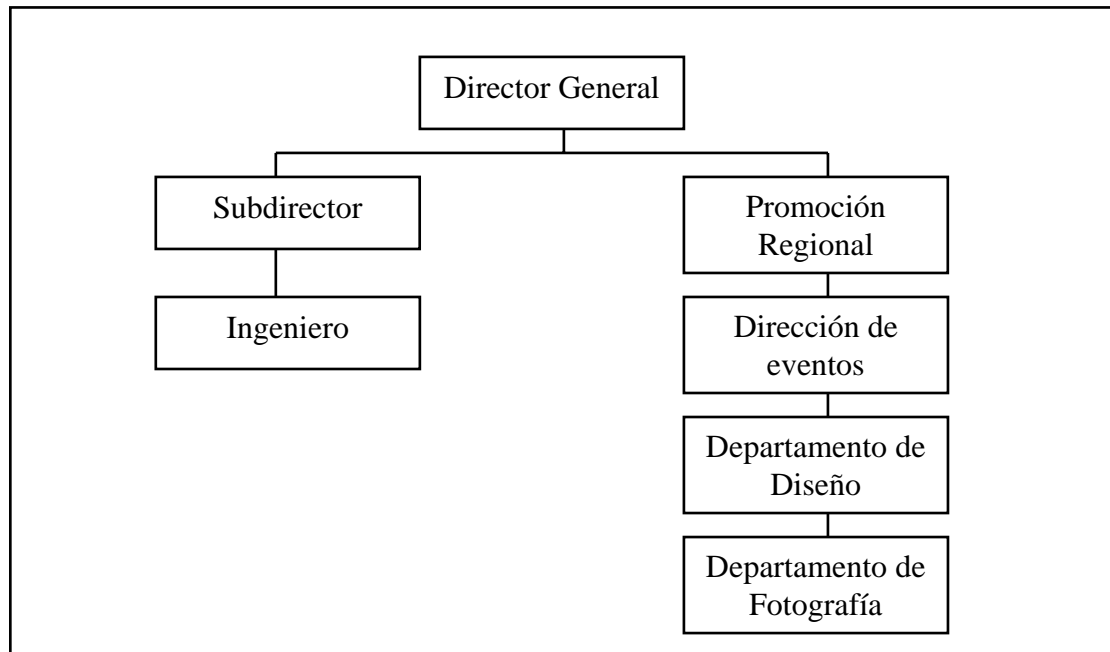 Director General
Subdirector
Promoción
Regional
Ingeniero
Dirección de
eventos
Departamento de
Diseño
Departamento de
Fotografía